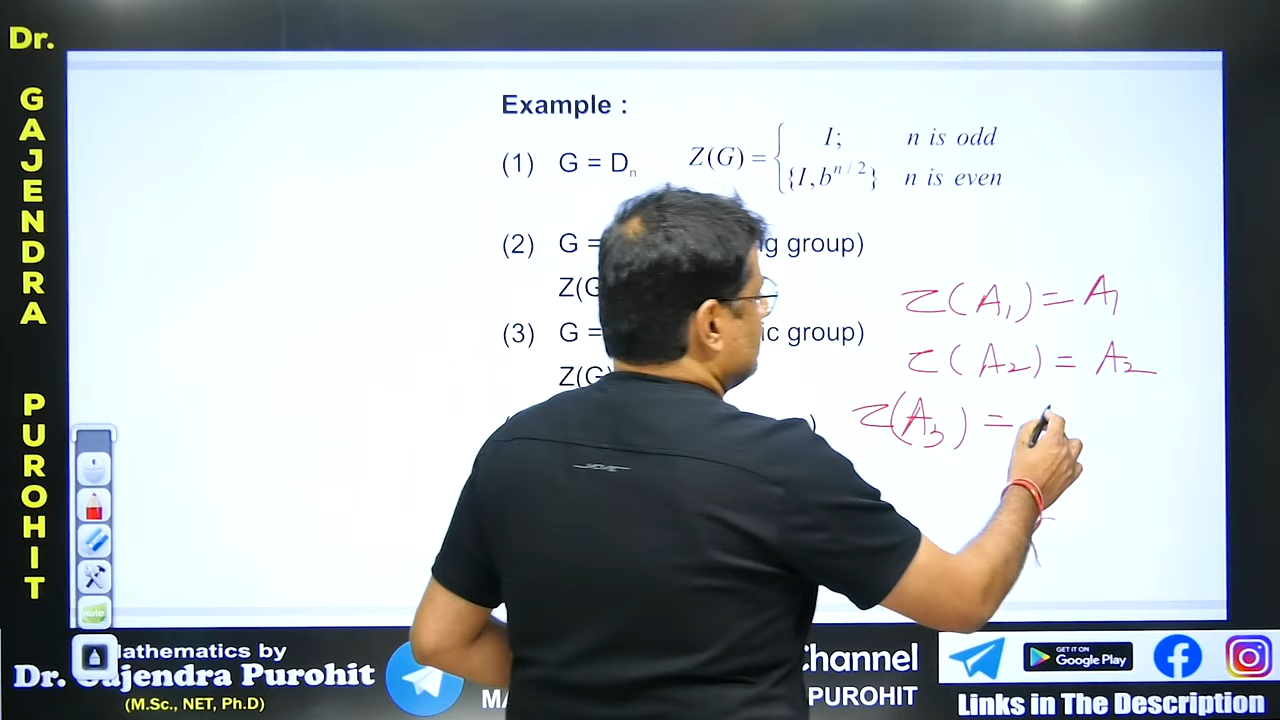 Dr.
GAJENDRA
PUROHIT
Example :
(1) G = Dₙ Z(G) = { I; n is odd
{I, b^{n/2}} n is even
(2) G = group)
Z(G
(3) G = group)
Z(G)
Z(A₁) = A₁
Z(A₂) = A₂
Z(A₃) =
Note
Mathematics by
Dr. Gajendra Purohit
(M.Sc., NET, Ph.D)
Channel
PUROHIT
GET IT ON
Google Play
Links in The Description